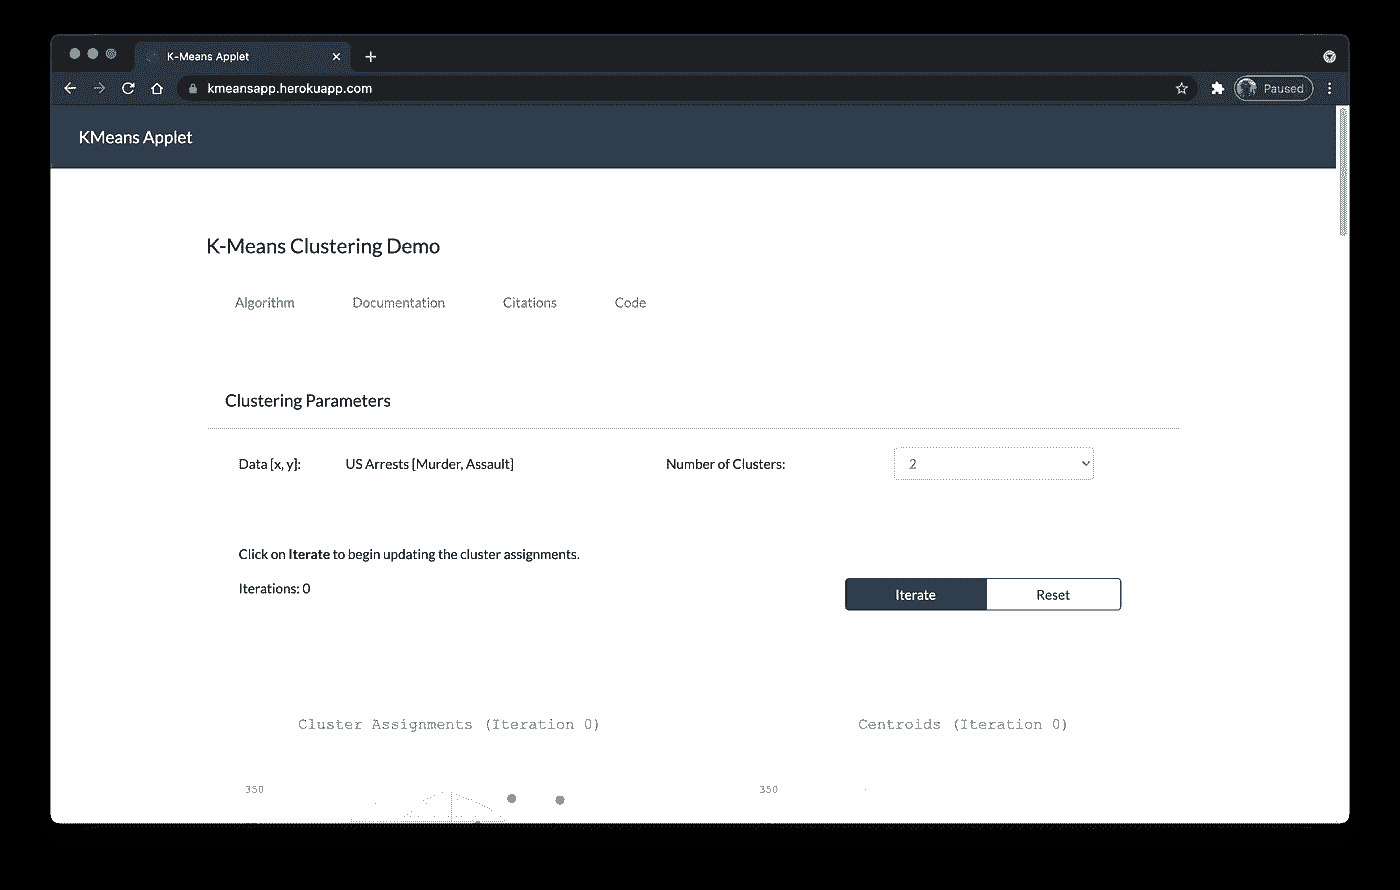 K-Means Applet
kmeansapp.herokuapp.com
Paused
KMeans Applet
K-Means Clustering Demo
Algorithm Documentation Citations Code
Clustering Parameters
Data [x, y]: US Arrests [Murder, Assault] Number of Clusters: 2
Click on Iterate to begin updating the cluster assignments.
Iterations: 0
Iterate Reset
Cluster Assignments (Iteration 0) Centroids (Iteration 0)
350 350